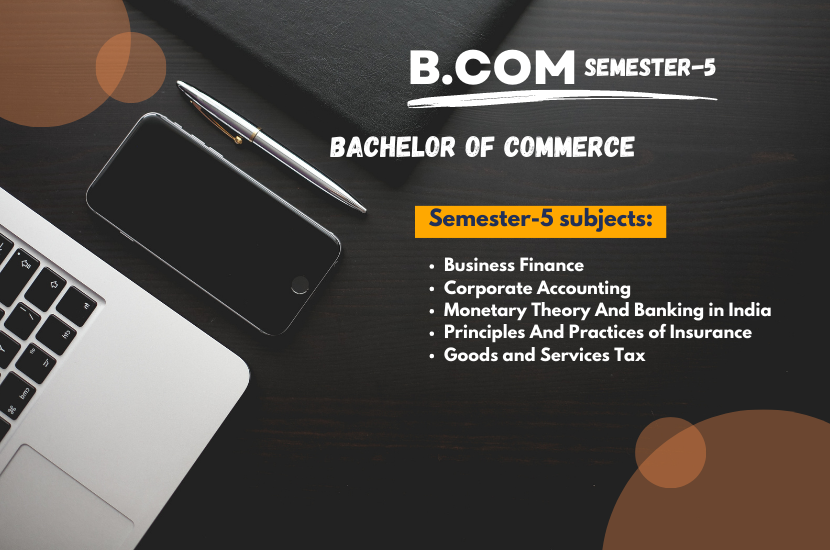 B.COM SEMESTER-5
BACHELOR OF COMMERCE
Semester-5 subjects:
• Business Finance
• Corporate Accounting
• Monetary Theory And Banking in India
• Principles And Practices of Insurance
• Goods and Services Tax